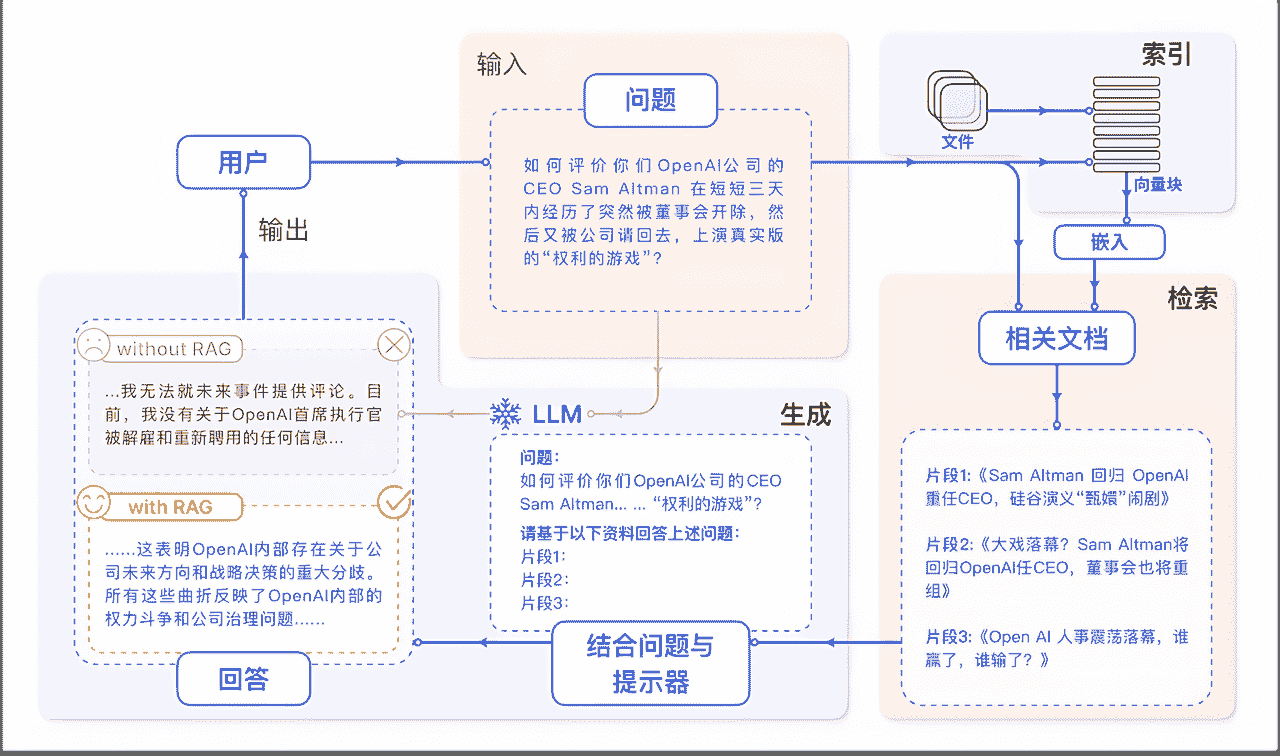 输入
问题
如何评价你们OpenAI公司的
CEO Sam Altman 在短短三天
内经历了突然被董事会开除，然
后又被公司请回去，上演真实版
的“权利的游戏”？
索引
文件
向量块
嵌入
用户
输出
检索
相关文档
片段1:《Sam Altman 回归 OpenAI
重任CEO，硅谷演义“甄嬛”闹剧》
片段2:《大戏落幕？Sam Altman将
回归OpenAI任CEO，董事会也将重
组》
片段3:《Open AI 人事震荡落幕，谁
赢了，谁输了？》
生成
LLM
问题：
如何评价你们OpenAI公司的CEO
Sam Altman... ... “权利的游戏”？
请基于以下资料回答上述问题：
片段1：
片段2：
片段3：
结合问题与
提示器
without RAG
...我无法就未来事件提供评论。目
前，我没有关于OpenAI首席执行官
被解雇和重新聘用的任何信息...
with RAG
......这表明OpenAI内部存在关于公
司未来方向和战略决策的重大分歧。
所有这些曲折反映了OpenAI内部的
权力斗争和公司治理问题......
回答